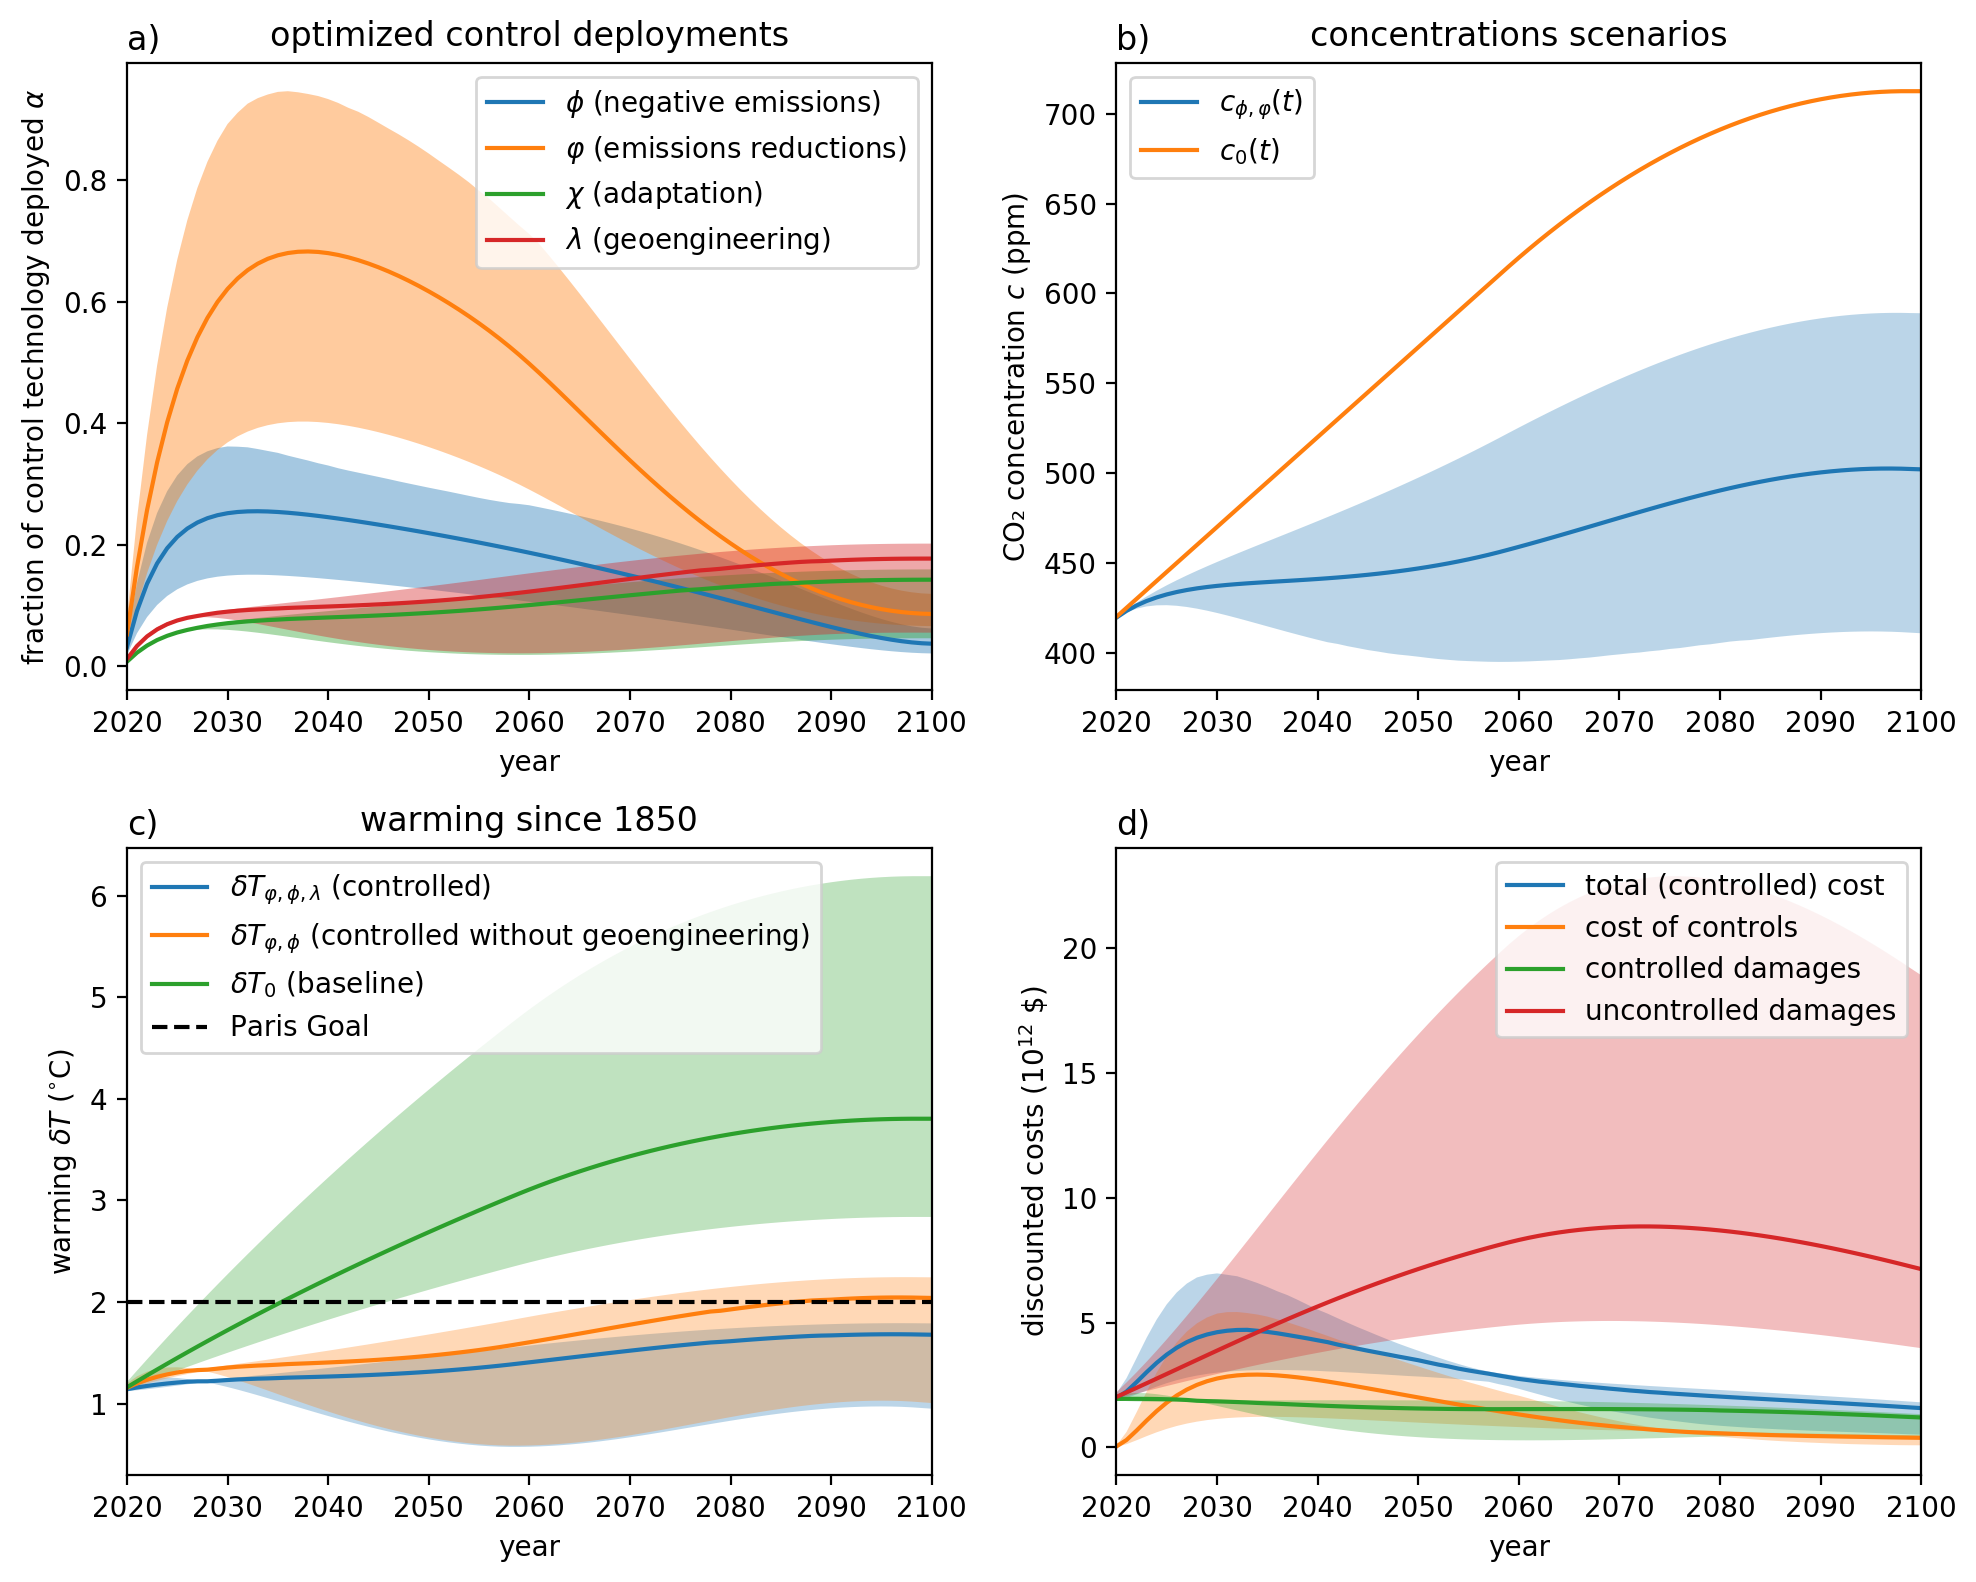 a)
optimized control deployments
fraction of control technology deployed α
0.8
0.6
0.4
0.2
0.0
ϕ (negative emissions)
φ (emissions reductions)
χ (adaptation)
λ (geoengineering)
2020 2030 2040 2050 2060 2070 2080 2090 2100
year
b)
concentrations scenarios
CO₂ concentration c (ppm)
700
650
600
550
500
450
400
c_{ϕ,φ}(t)
c₀(t)
2020 2030 2040 2050 2060 2070 2080 2090 2100
year
c)
warming since 1850
warming δT (°C)
6
5
4
3
2
1
δT_{φ,ϕ,λ} (controlled)
δT_{φ,ϕ} (controlled without geoengineering)
δT₀ (baseline)
Paris Goal
2020 2030 2040 2050 2060 2070 2080 2090 2100
year
d)
discounted costs (10¹² $)
20
15
10
5
0
total (controlled) cost
cost of controls
controlled damages
uncontrolled damages
2020 2030 2040 2050 2060 2070 2080 2090 2100
year